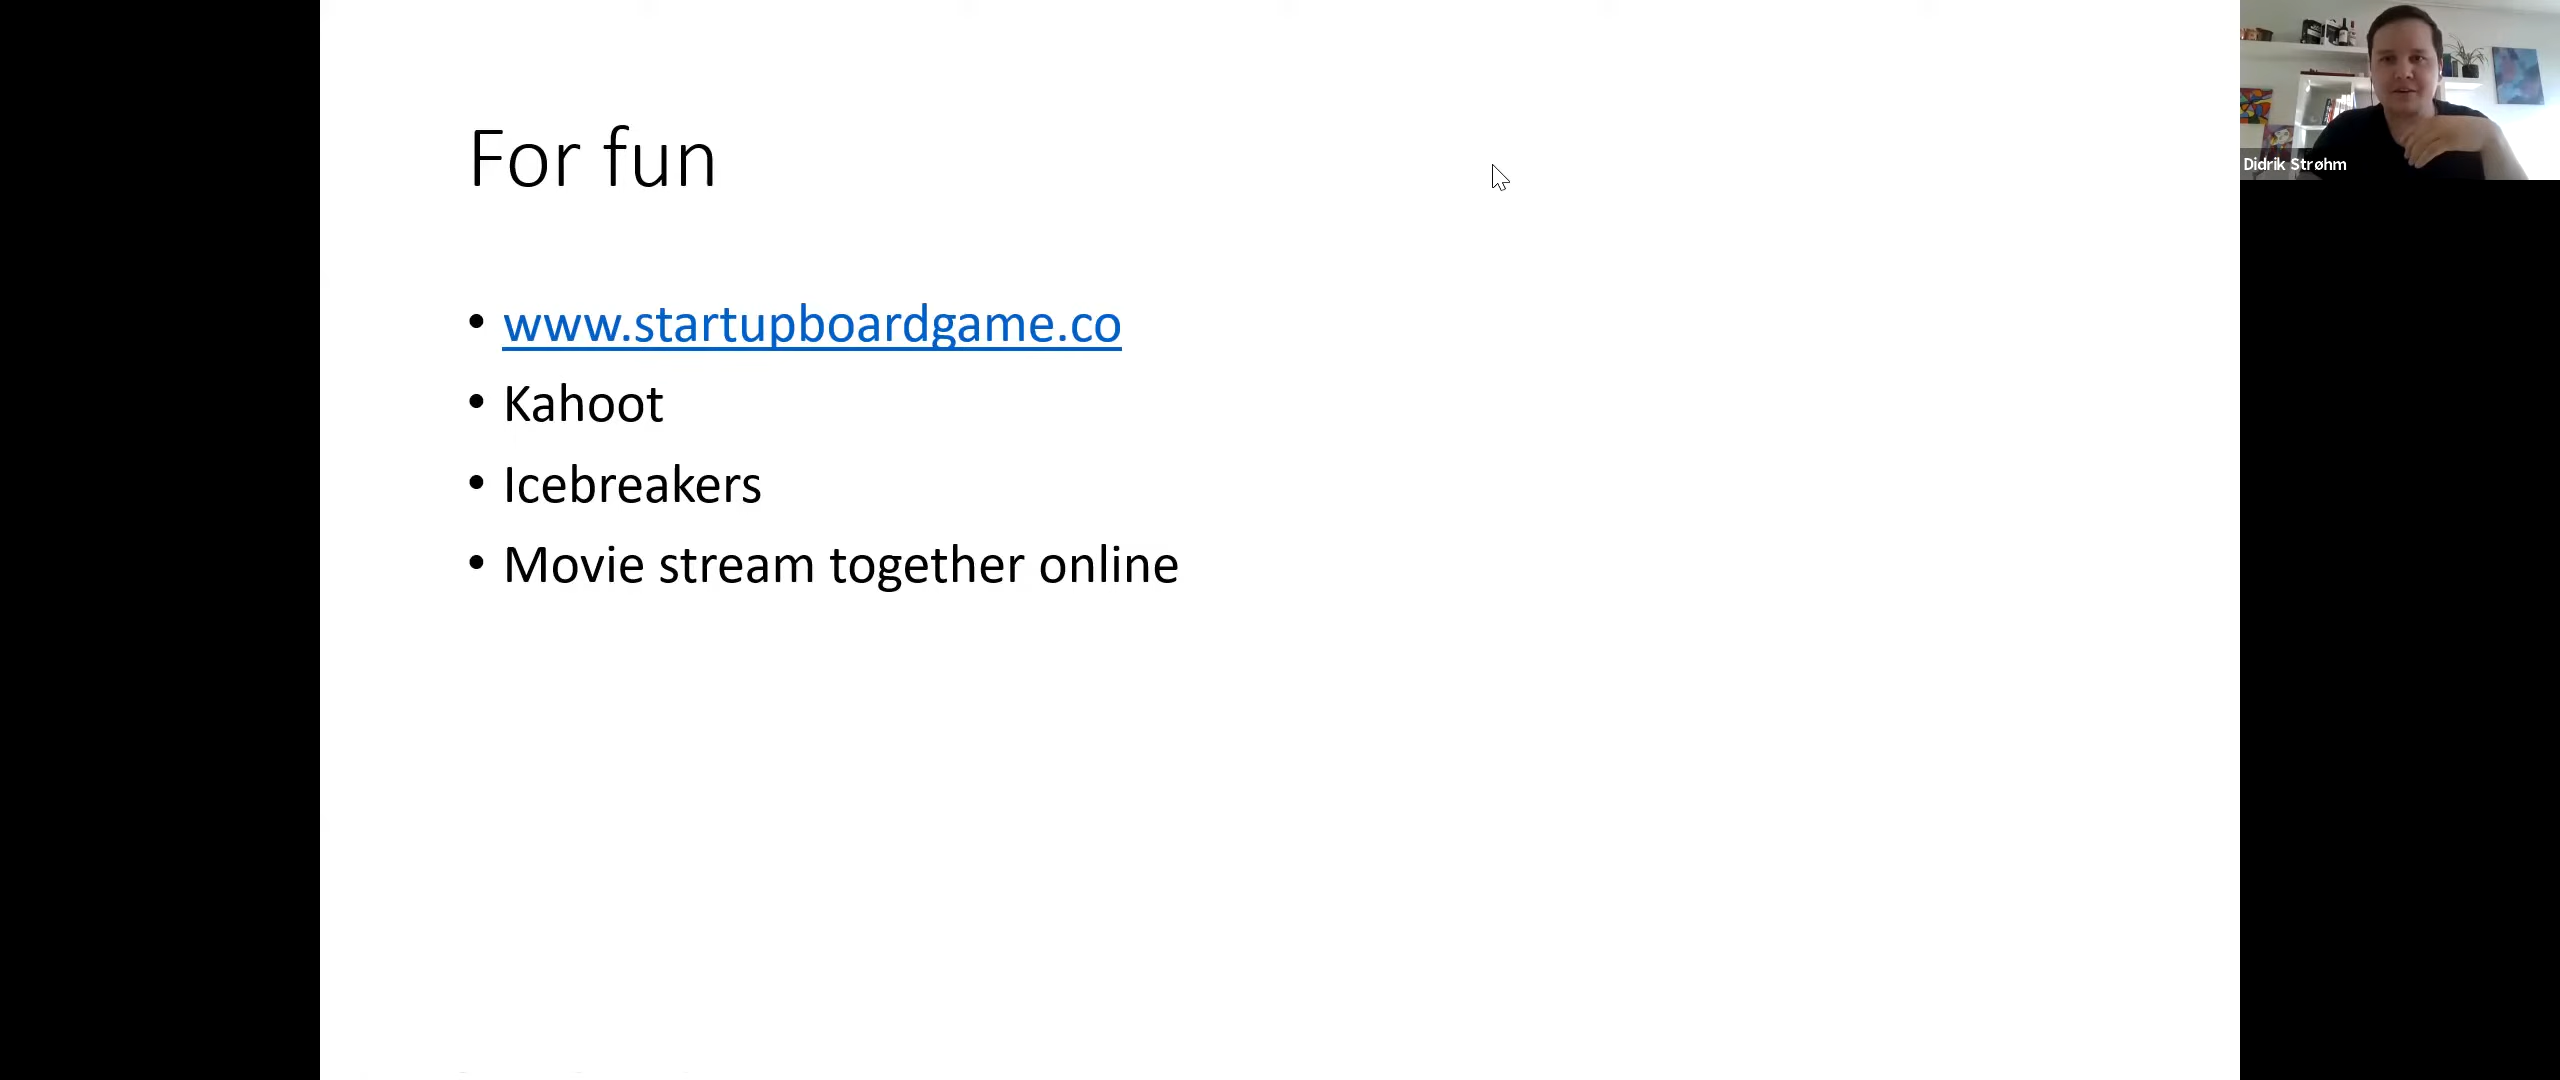 For fun
• www.startupboardgame.co
• Kahoot
• Icebreakers
• Movie stream together online
Didrik Strøhm